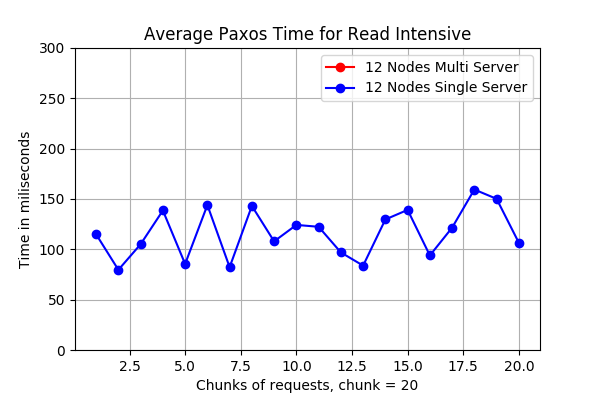 Average Paxos Time for Read Intensive
12 Nodes Multi Server
12 Nodes Single Server
Time in miliseconds
300
250
200
150
100
50
0
2.5 5.0 7.5 10.0 12.5 15.0 17.5 20.0
Chunks of requests, chunk = 20